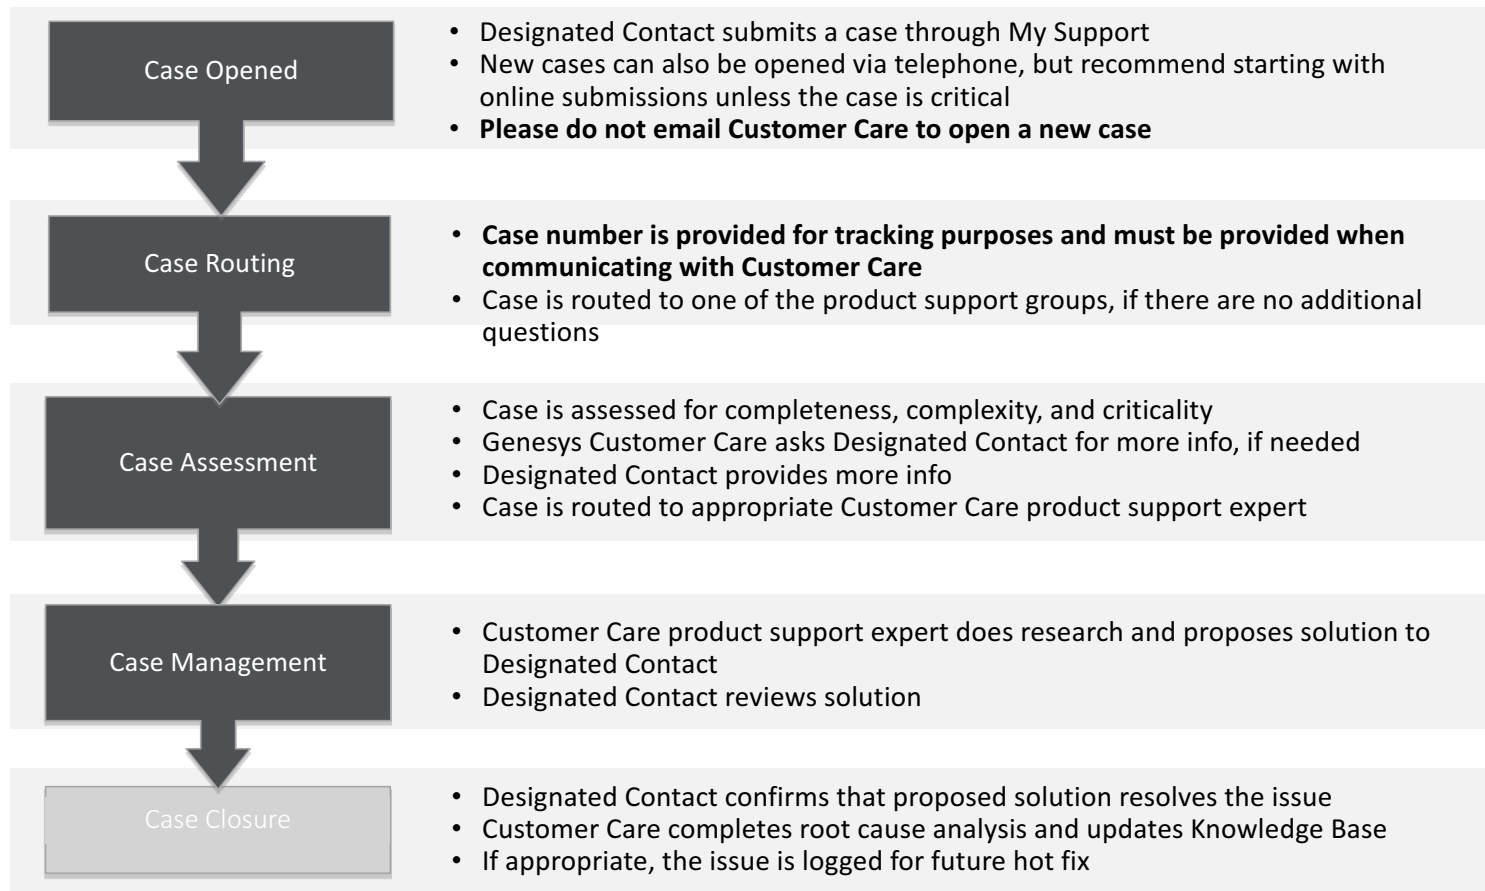 Case Opened
• Designated Contact submits a case through My Support
• New cases can also be opened via telephone, but recommend starting with
online submissions unless the case is critical
• Please do not email Customer Care to open a new case
Case Routing
• Case number is provided for tracking purposes and must be provided when
communicating with Customer Care
• Case is routed to one of the product support groups, if there are no additional
questions
Case Assessment
• Case is assessed for completeness, complexity, and criticality
• Genesys Customer Care asks Designated Contact for more info, if needed
• Designated Contact provides more info
• Case is routed to appropriate Customer Care product support expert
Case Management
• Customer Care product support expert does research and proposes solution to
Designated Contact
• Designated Contact reviews solution
Case Closure
• Designated Contact confirms that proposed solution resolves the issue
• Customer Care completes root cause analysis and updates Knowledge Base
• If appropriate, the issue is logged for future hot fix